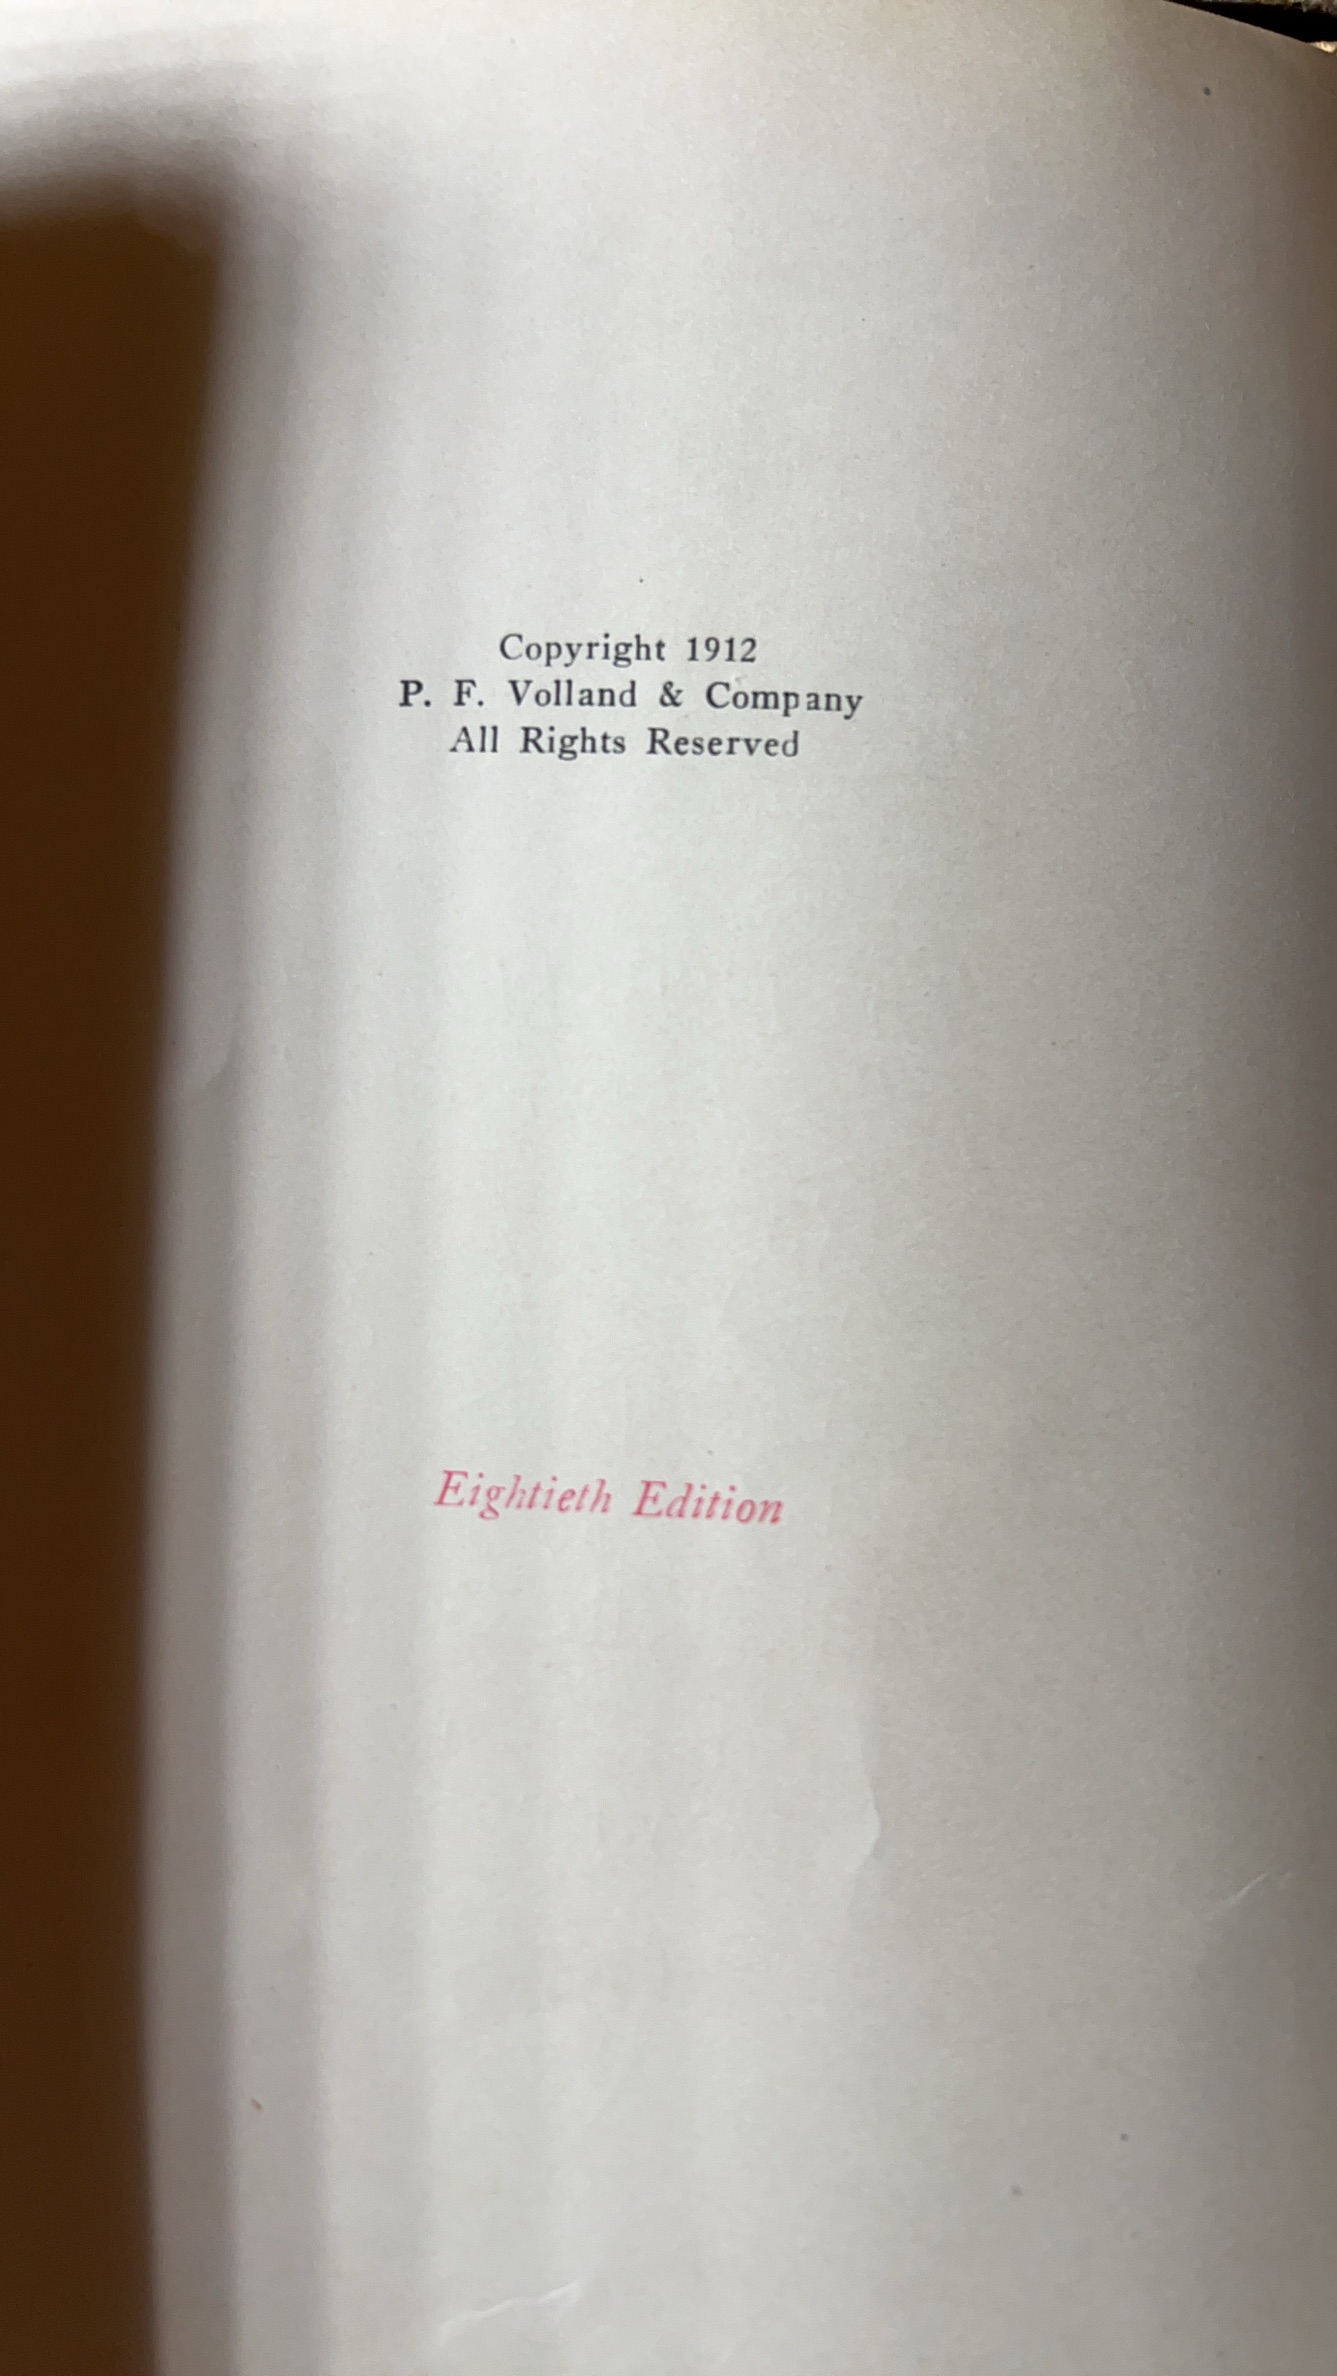 Copyright 1912
P. F. Volland & Company
All Rights Reserved
Eightieth Edition